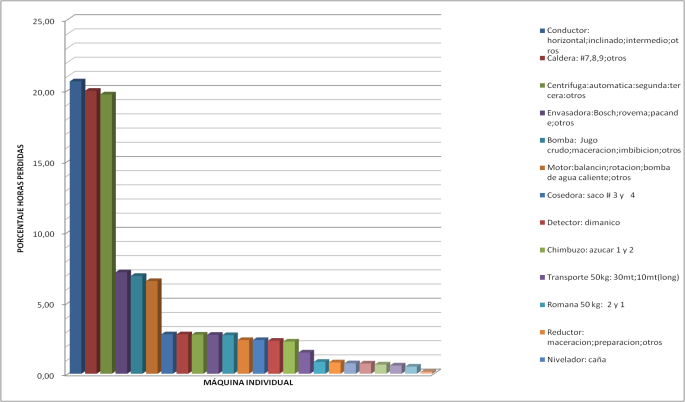 25,00
20,00
15,00
10,00
5,00
0,00
PORCENTAJE HORAS PERDIDAS
MÁQUINA INDIVIDUAL
Conductor:
horizontal;inclinado;intermedio;ot
ros
Caldera: #7,8,9;otros
Centrifuga:automatica:segunda:ter
cera:otros
Envasadora:Bosch;rovema;pacand
e;otros
Bomba: Jugo
crudo;maceracion;imbibicion;otros
Motor:balancin;rotacion;bomba
de agua caliente;otros
Cosedora: saco # 3 y 4
Detector: dimanico
Chimbuzo: azucar 1 y 2
Transporte 50kg: 30mt;10mt(long)
Romana 50 kg: 2 y 1
Reductor:
maceracion;preparacion;otros
Nivelador: caña